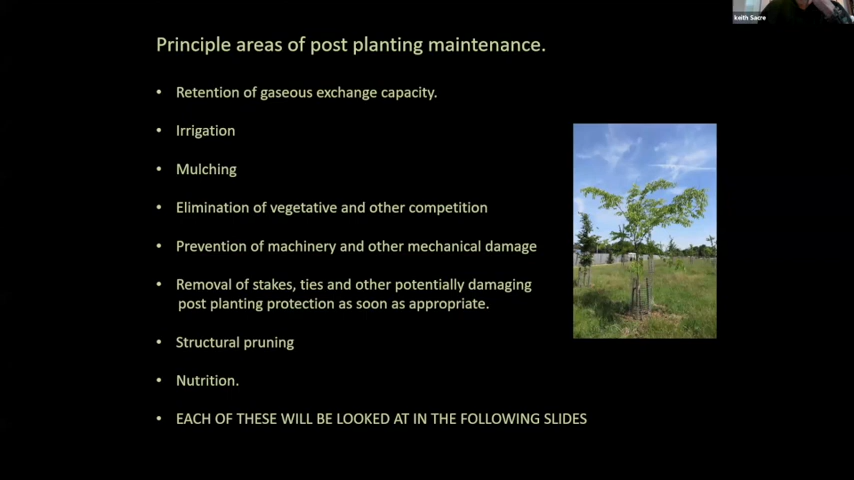 keith Sacre
Principle areas of post planting maintenance.
• Retention of gaseous exchange capacity.
• Irrigation
• Mulching
• Elimination of vegetative and other competition
• Prevention of machinery and other mechanical damage
• Removal of stakes, ties and other potentially damaging
post planting protection as soon as appropriate.
• Structural pruning
• Nutrition.
• EACH OF THESE WILL BE LOOKED AT IN THE FOLLOWING SLIDES